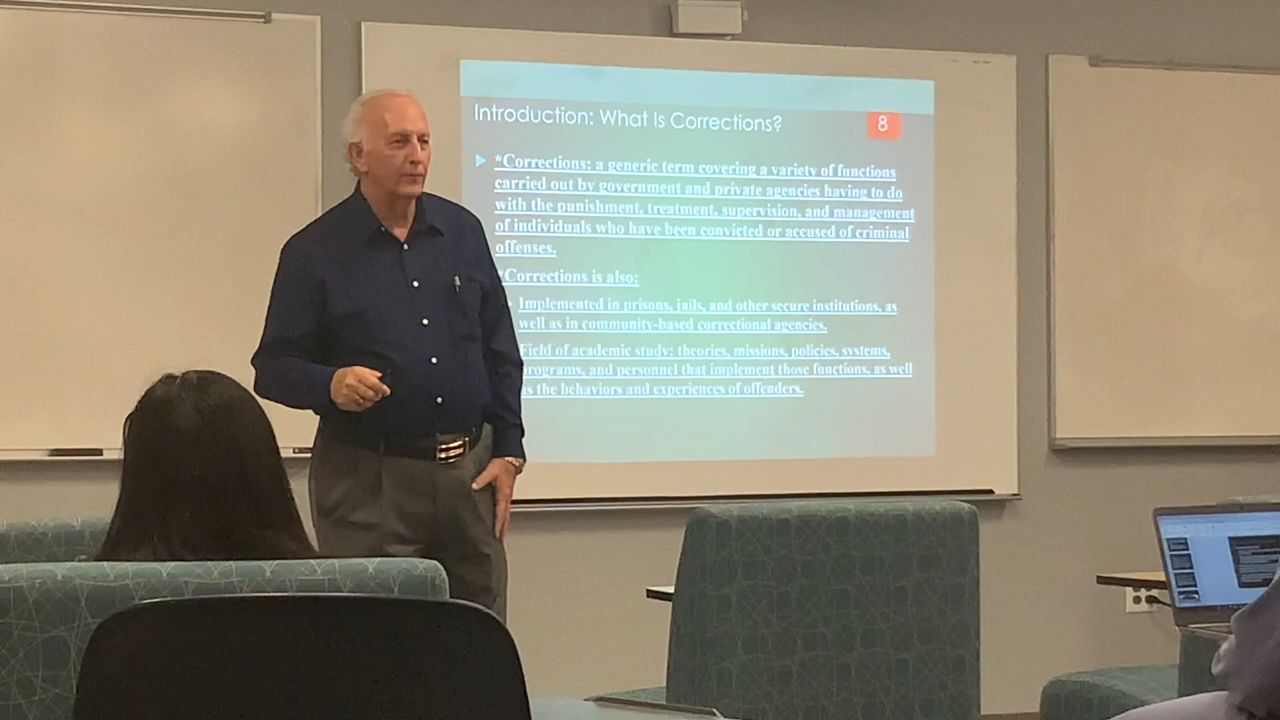 Introduction: What Is Corrections?
8
*Corrections: a generic term covering a variety of functions
carried out by government and private agencies having to do
with the punishment, treatment, supervision, and management
of individuals who have been convicted or accused of criminal
offenses.
*Corrections is also:
Implemented in prisons, jails, and other secure institutions, as
well as in community-based correctional agencies.
Field of academic study: theories, missions, policies, systems,
programs, and personnel that implement those functions, as well
as the behaviors and experiences of offenders.